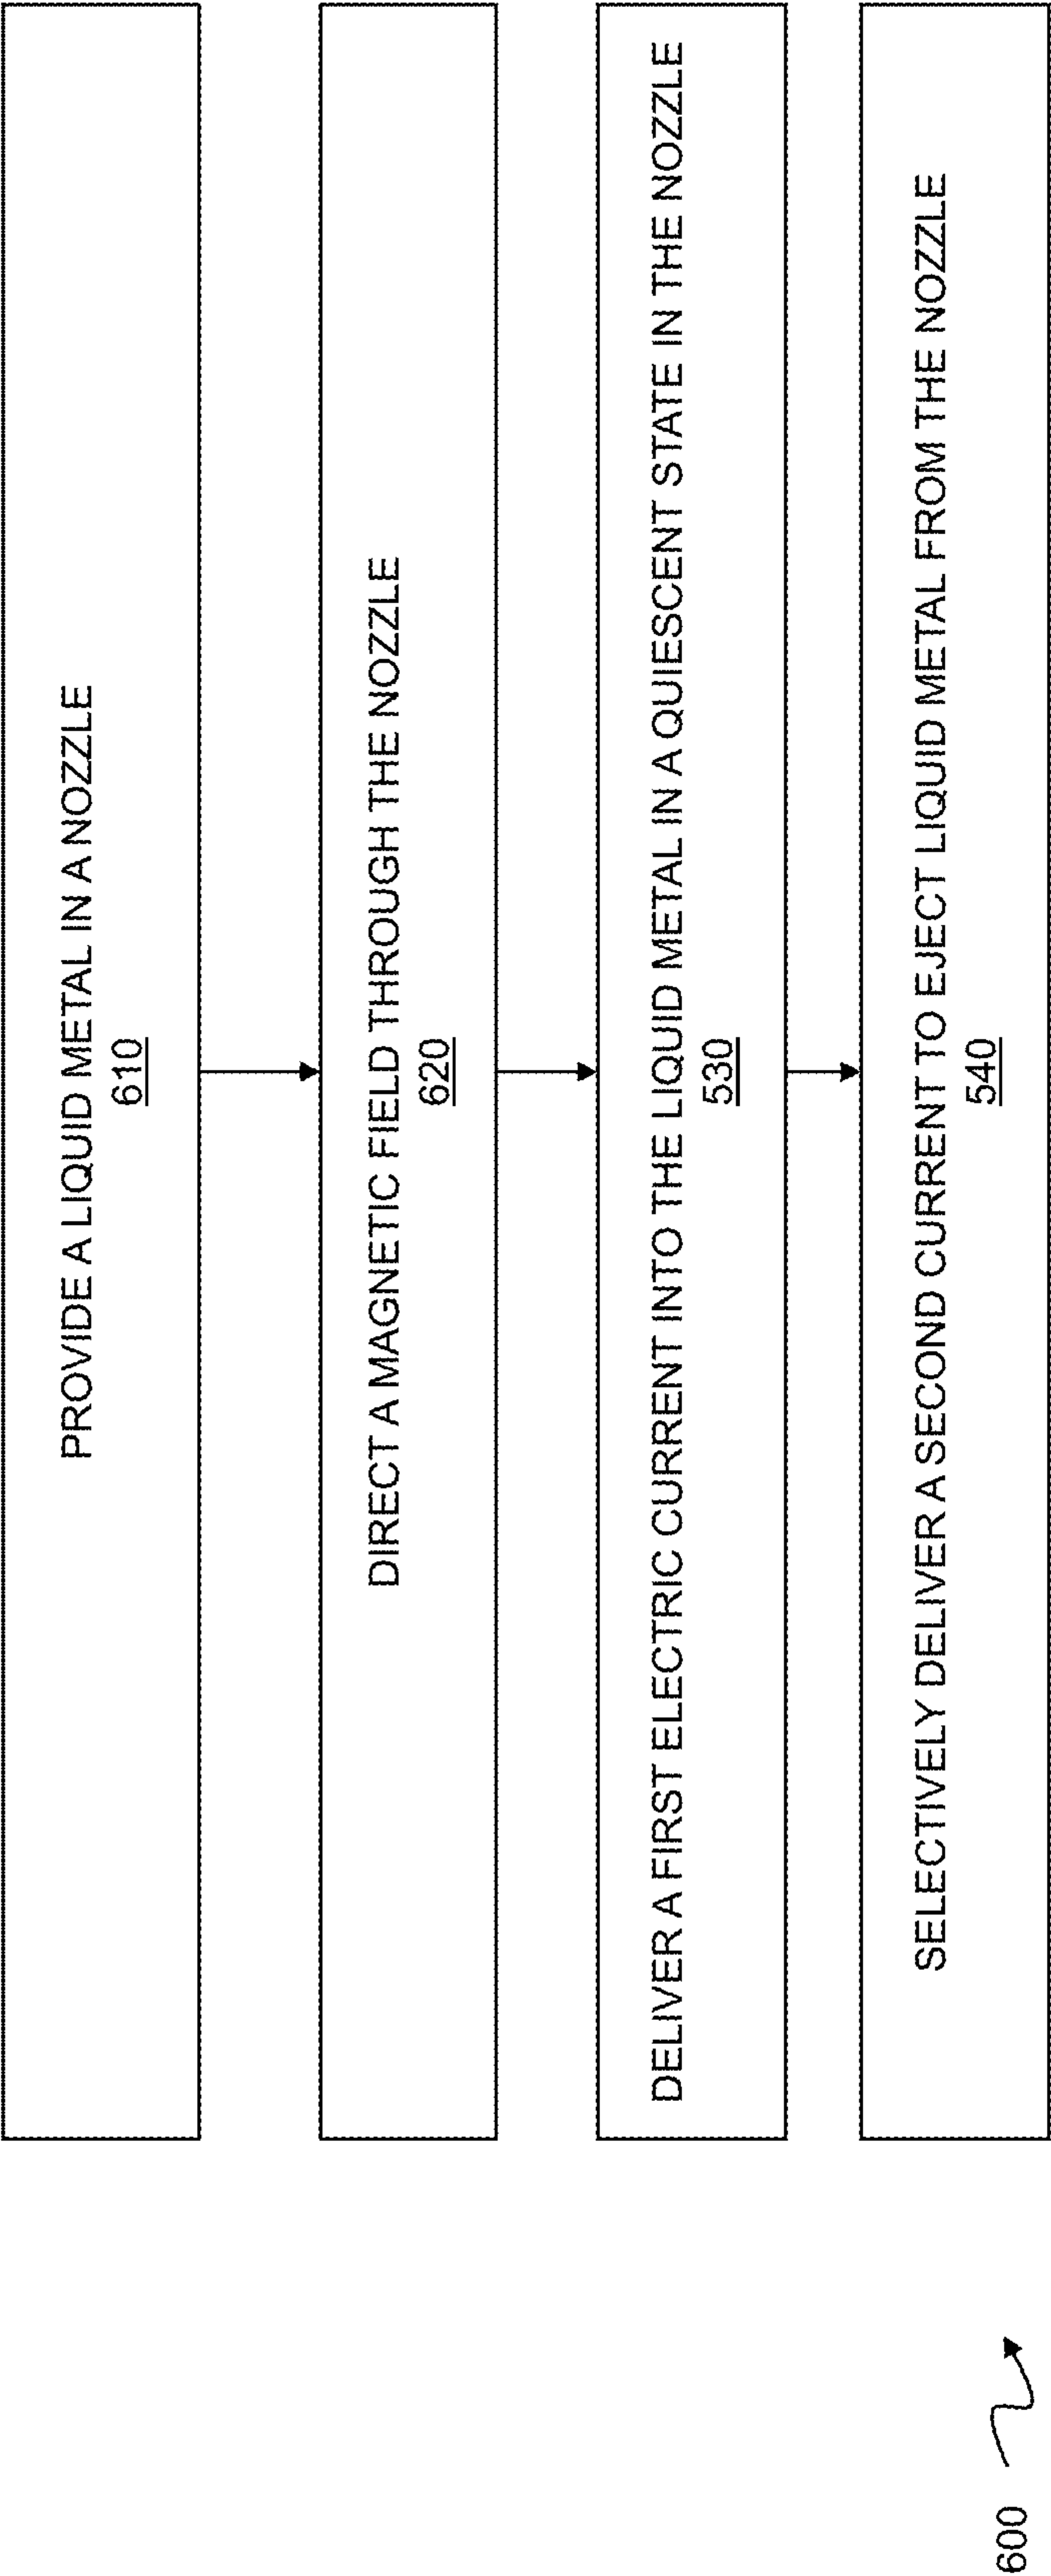 PROVIDE A LIQUID METAL IN A NOZZLE
610
DIRECT A MAGNETIC FIELD THROUGH THE NOZZLE
620
DELIVER A FIRST ELECTRIC CURRENT INTO THE LIQUID METAL IN A QUIESCENT STATE IN THE NOZZLE
530
SELECTIVELY DELIVER A SECOND CURRENT TO EJECT LIQUID METAL FROM THE NOZZLE
540
600